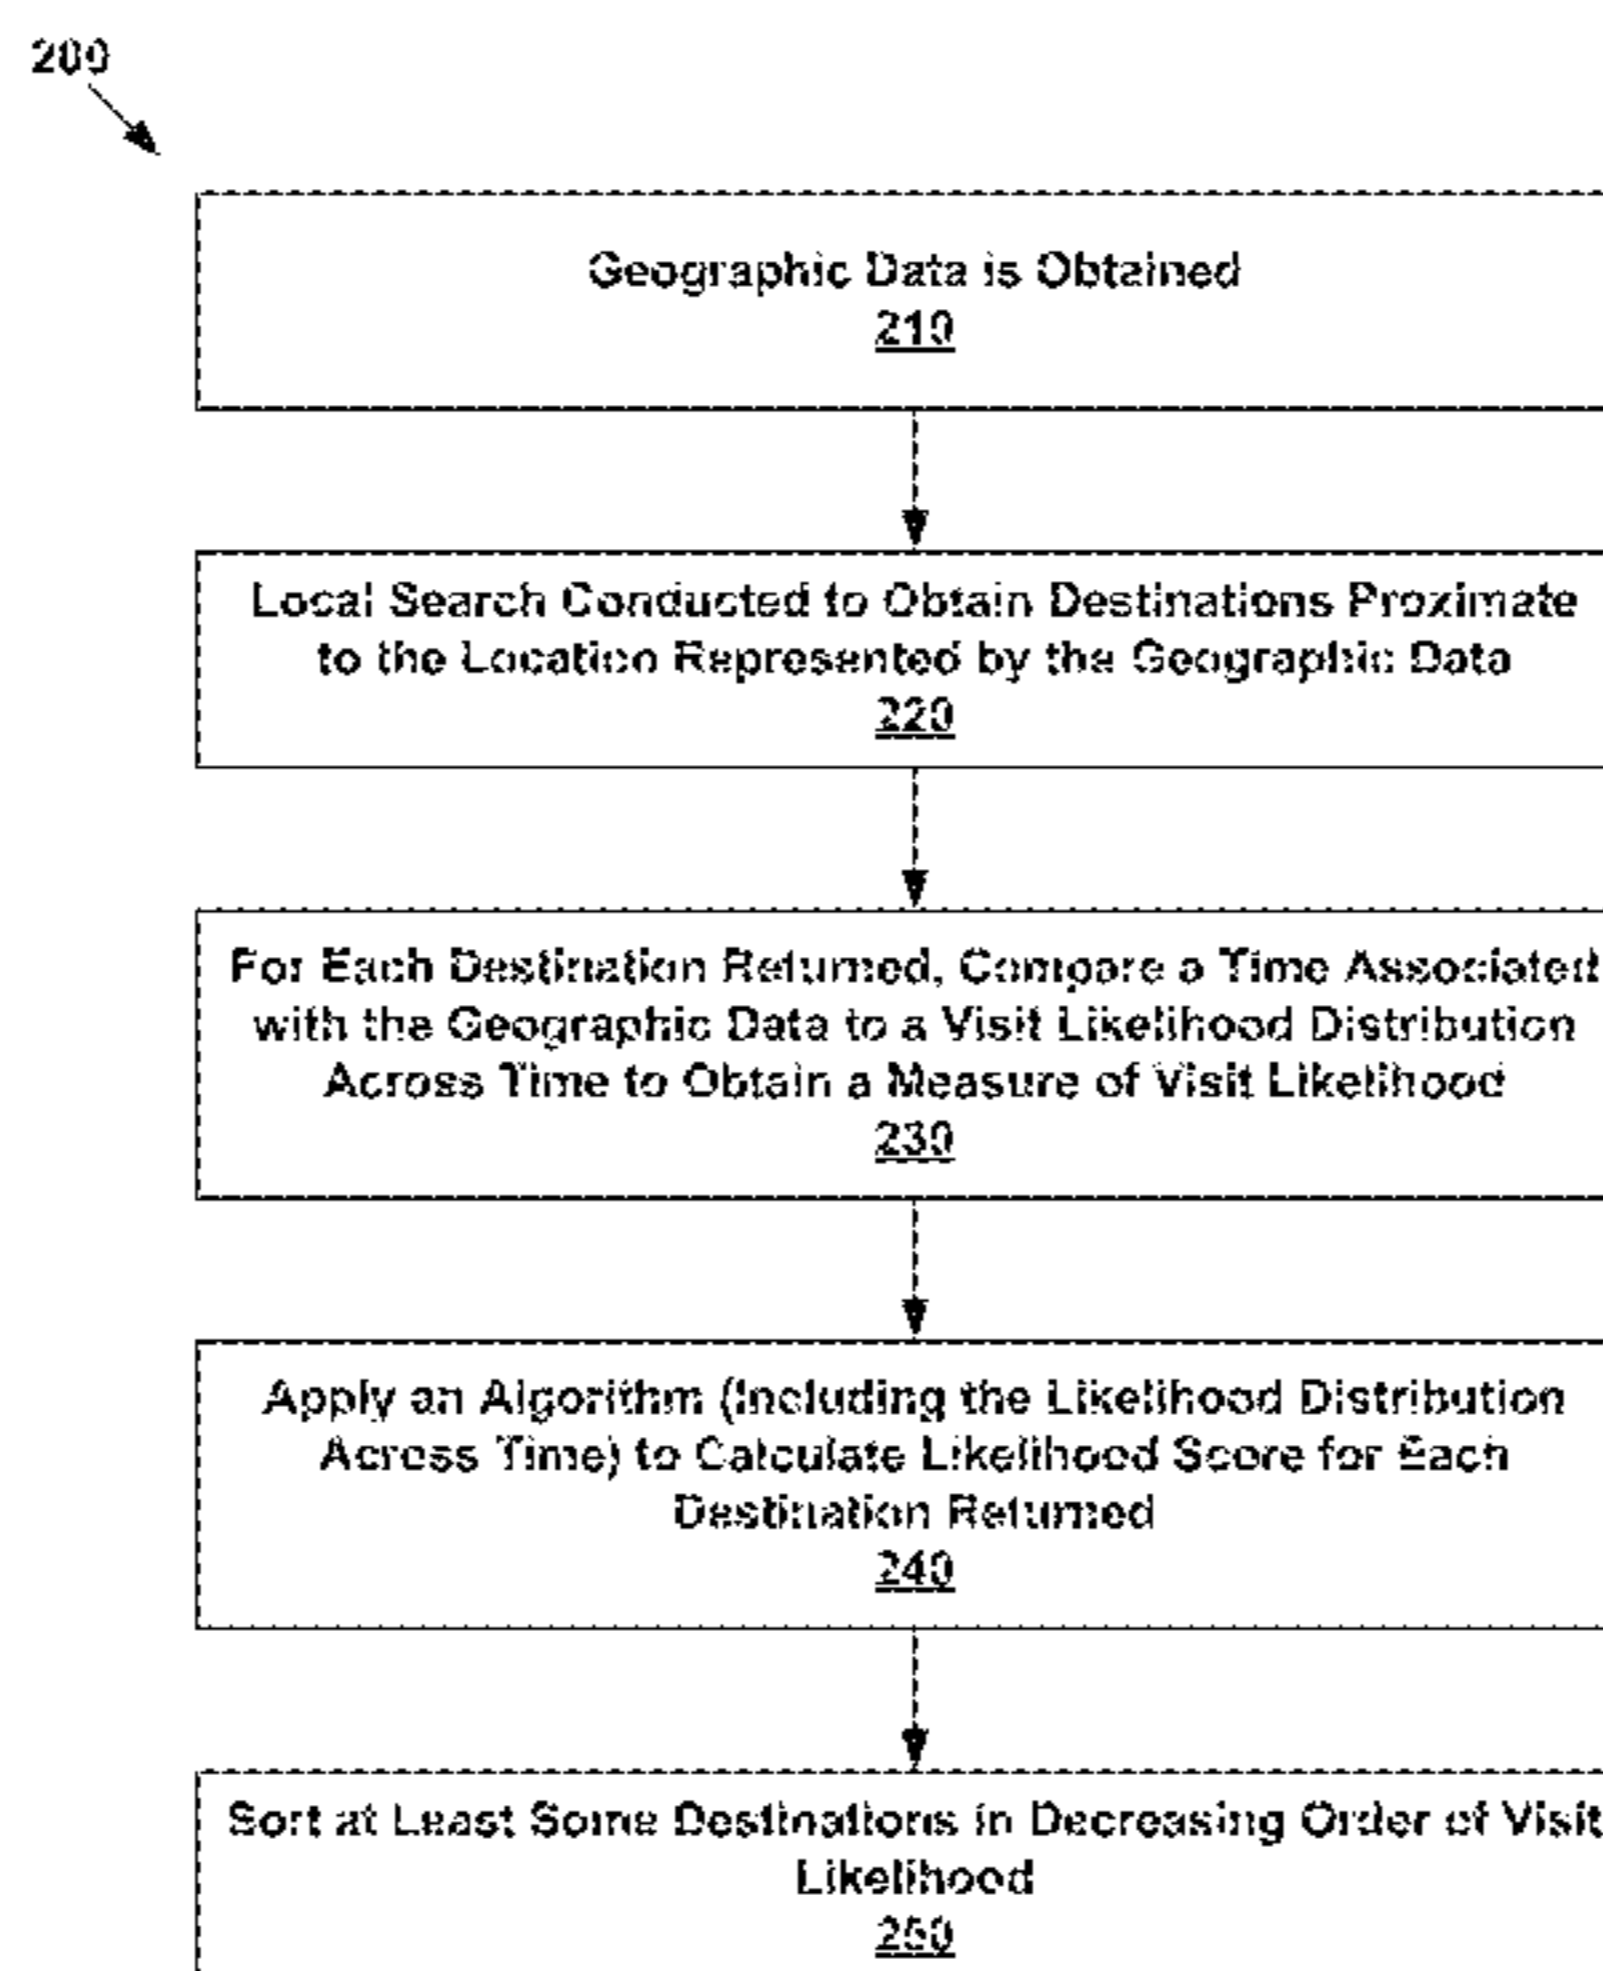 200
Geographic Data is Obtained
210
Local Search Conducted to Obtain Destinations Proximate
to the Location Represented by the Geographic Data
220
For Each Destination Returned, Compare a Time Associated
with the Geographic Data to a Visit Likelihood Distribution
Across Time to Obtain a Measure of Visit Likelihood
230
Apply an Algorithm (Including the Likelihood Distribution
Across Time) to Calculate Likelihood Score for Each
Destination Returned
240
Sort at Least Some Destinations in Decreasing Order of Visit
Likelihood
250